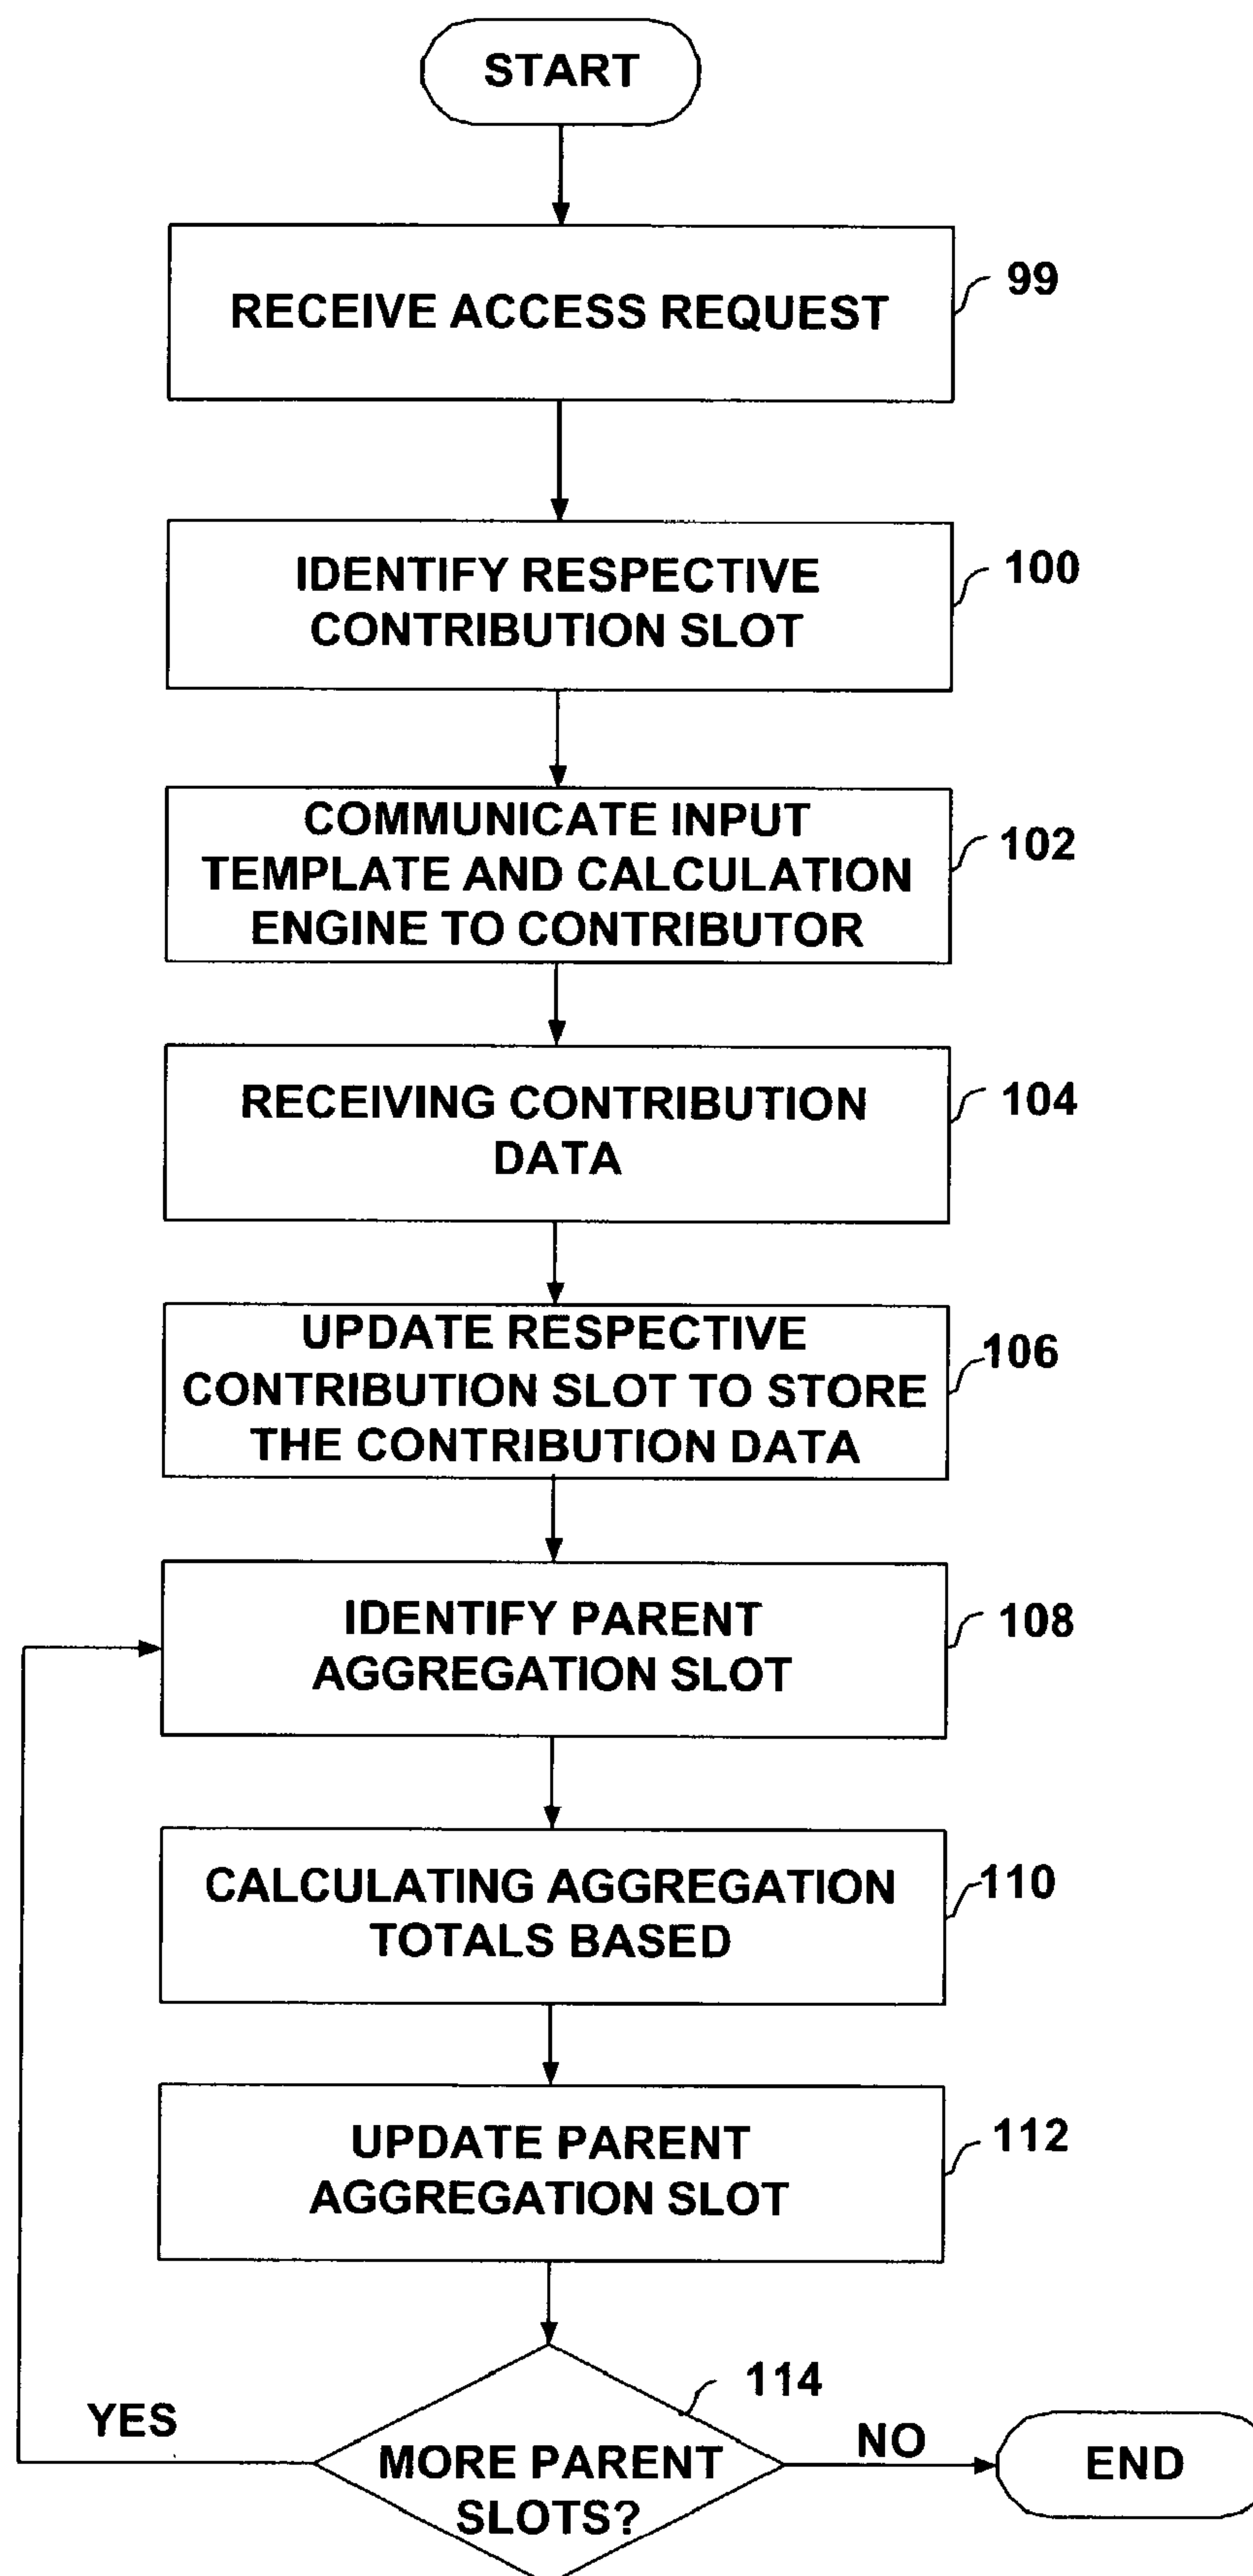 START
RECEIVE ACCESS REQUEST
99
IDENTIFY RESPECTIVE
CONTRIBUTION SLOT
100
COMMUNICATE INPUT
TEMPLATE AND CALCULATION
ENGINE TO CONTRIBUTOR
102
RECEIVING CONTRIBUTION
DATA
104
UPDATE RESPECTIVE
CONTRIBUTION SLOT TO STORE
THE CONTRIBUTION DATA
106
IDENTIFY PARENT
AGGREGATION SLOT
108
CALCULATING AGGREGATION
TOTALS BASED
110
UPDATE PARENT
AGGREGATION SLOT
112
114
YES
MORE PARENT
SLOTS?
NO
END